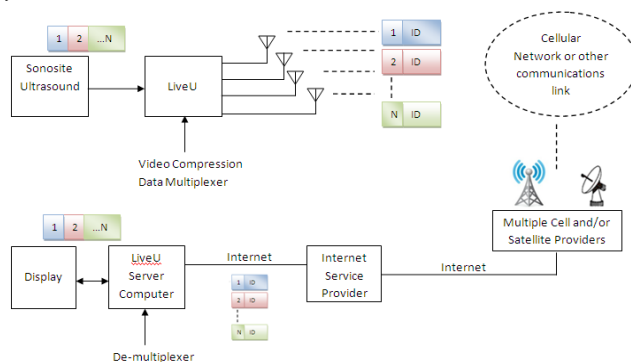 1 2 ...N
Sonosite
Ultrasound
LiveU
1 ID
2 ID
N ID
Cellular
Network or other
communications
link
Video Compression
Data Multiplexer
Multiple Cell and/or
Satellite Providers
1 2 ...N
Display
LiveU
Server
Computer
Internet
1 ID
2 ID
N ID
Internet
Service
Provider
Internet
De-multiplexer